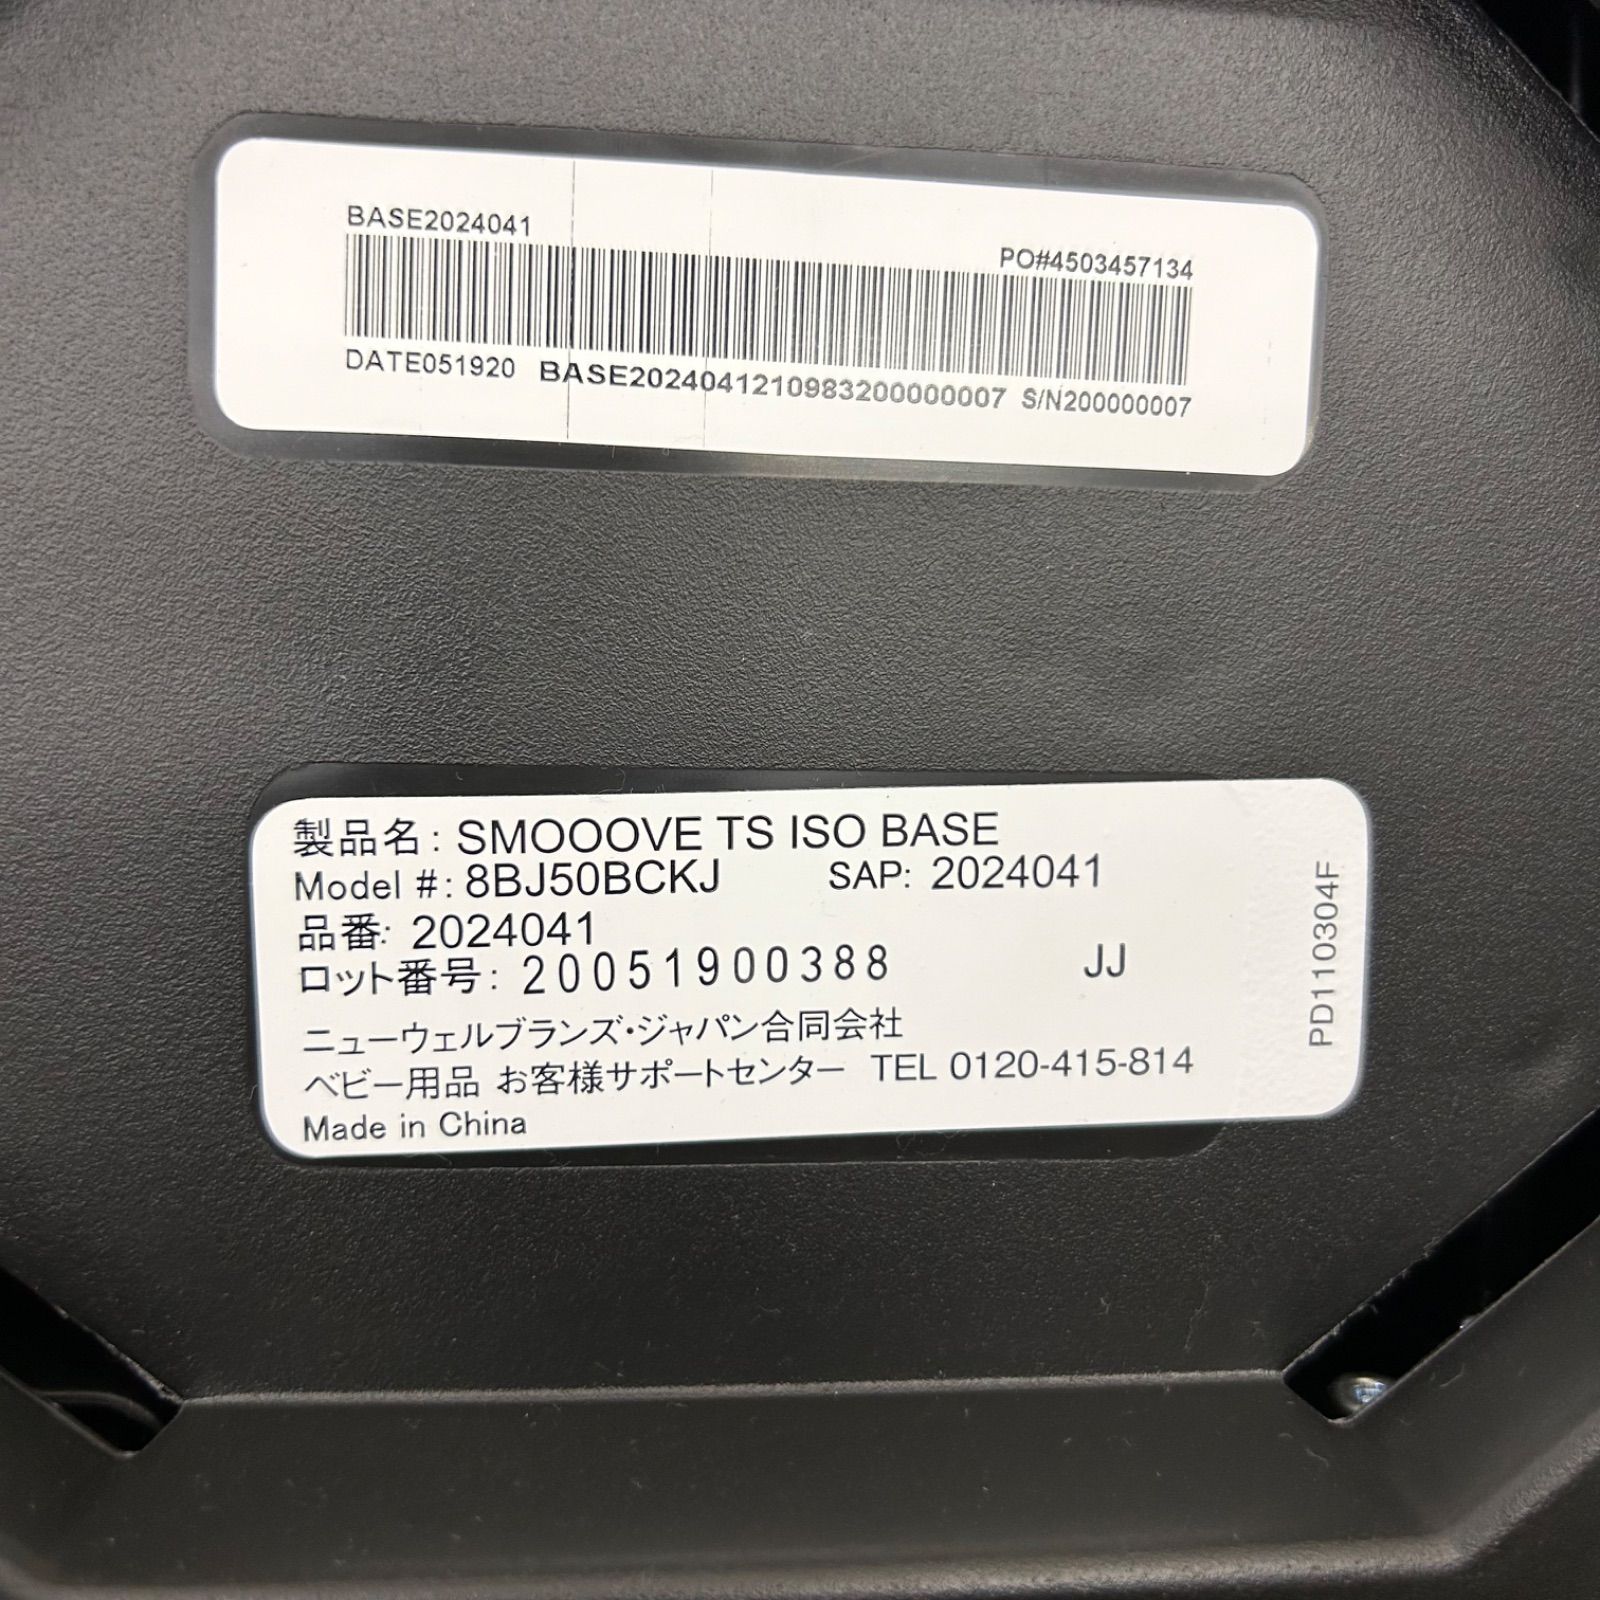 BASE2024041
PO#4503457134
DATE051920 BASE2024041210983200000007 S/N200000007
製品名: SMOOOVE TS ISO BASE
Model #: 8BJ50BCKJ SAP: 2024041
品番: 2024041
ロット番号: 20051900388 JJ
ニューウェルブランズ・ジャパン合同会社
ベビー用品 お客様サポートセンター TEL 0120-415-814
Made in China
PD110304F